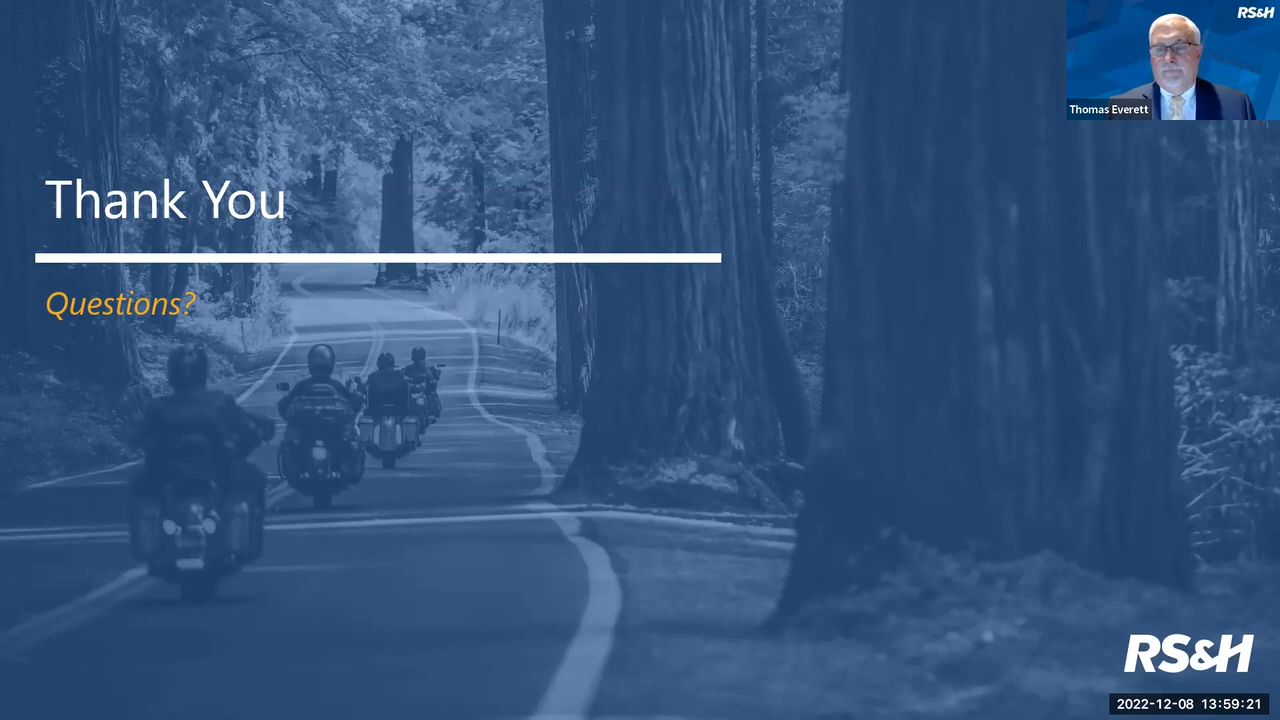 RS&H
Thomas Everett
Thank You
Questions?
RS&H
2022-12-08 13:59:21